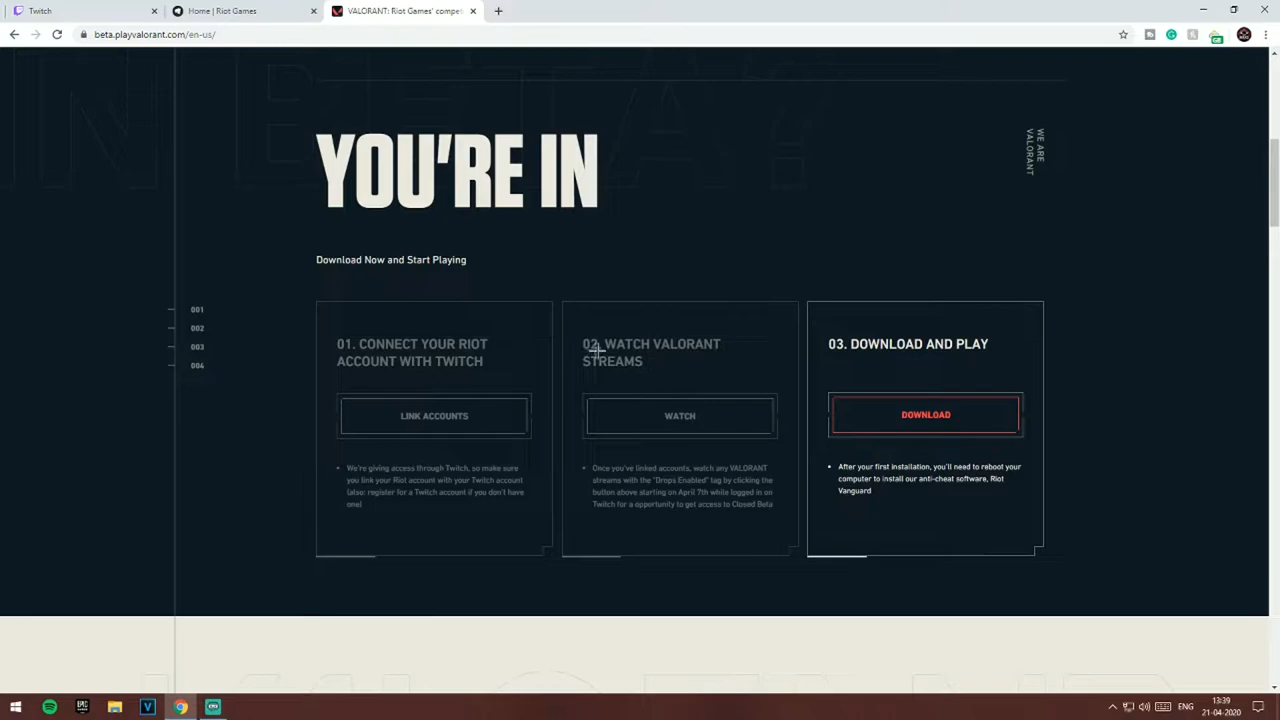 Twitch
Home | Riot Games
VALORANT: Riot Games' compe
beta.playvalorant.com/en-us/
IN BETA?
YOU'RE IN
WE ARE
VALORANT
Download Now and Start Playing
001
002
003
004
01. CONNECT YOUR RIOT
ACCOUNT WITH TWITCH
LINK ACCOUNTS
• We're giving access through Twitch, so make sure
you link your Riot account with your Twitch account
(also: register for a Twitch account if you don't have
one)
02. WATCH VALORANT
STREAMS
WATCH
• Once you've linked accounts, watch any VALORANT
streams with the "Drops Enabled" tag by clicking the
button above starting on April 7th while logged in on
Twitch for a opportunity to get access to Closed Beta
03. DOWNLOAD AND PLAY
DOWNLOAD
• After your first installation, you'll need to reboot your
computer to install our anti-cheat software, Riot
Vanguard
ENG
13:39
21-04-2020